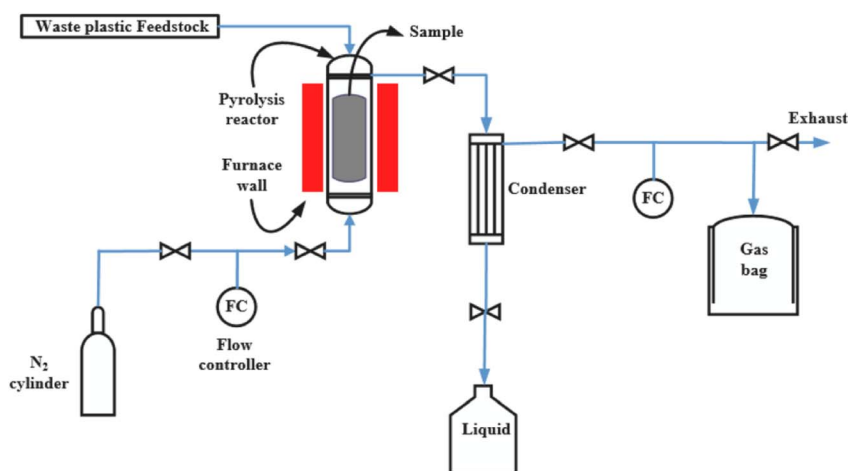 Waste plastic Feedstock
Sample
Pyrolysis
reactor
Exhaust
Furnace
wall
Condenser
FC
Gas
bag
FC
Flow
controller
N₂
cylinder
Liquid